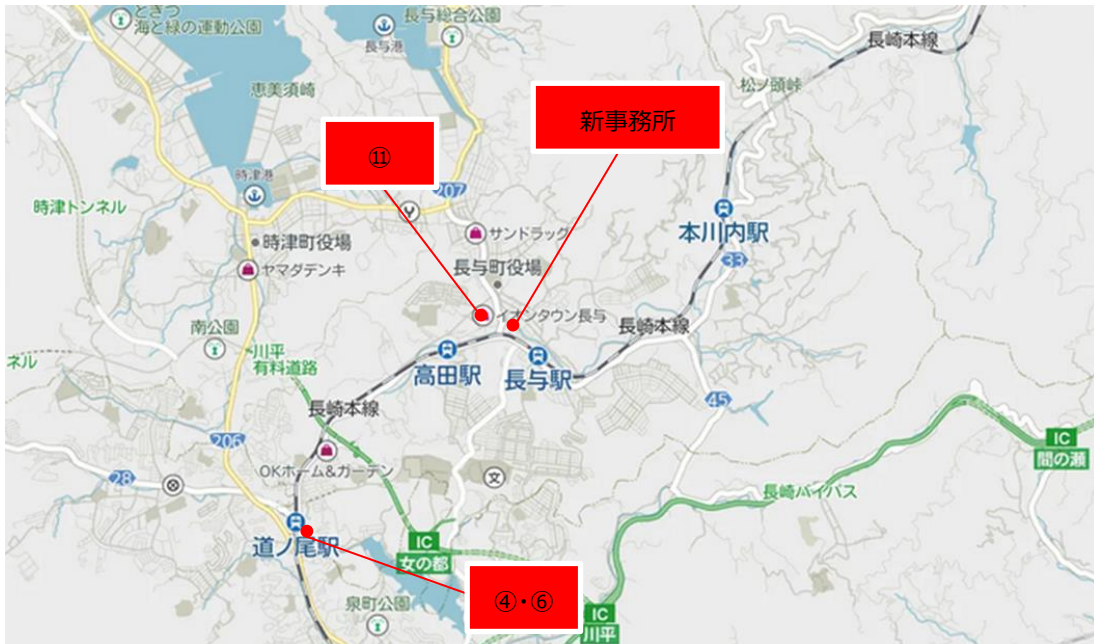 ときつ
海と緑の運動公園
長与総合公園
長与港
長崎本線
恵美須崎
松ノ頭峠
新事務所
⑪
207
時津港
時津トンネル
サンドラッグ
本川内駅
時津町役場
長与町役場
33
ヤマダデンキ
イオンタウン長与
長崎本線
南公園
川平
有料道路
ネル
高田駅
長与駅
45
長崎本線
206
OKホーム&ガーデン
28
文
IC
間の瀬
長崎バイパス
道ノ尾駅
IC
女の都
④・⑥
泉町公園
IC
川平